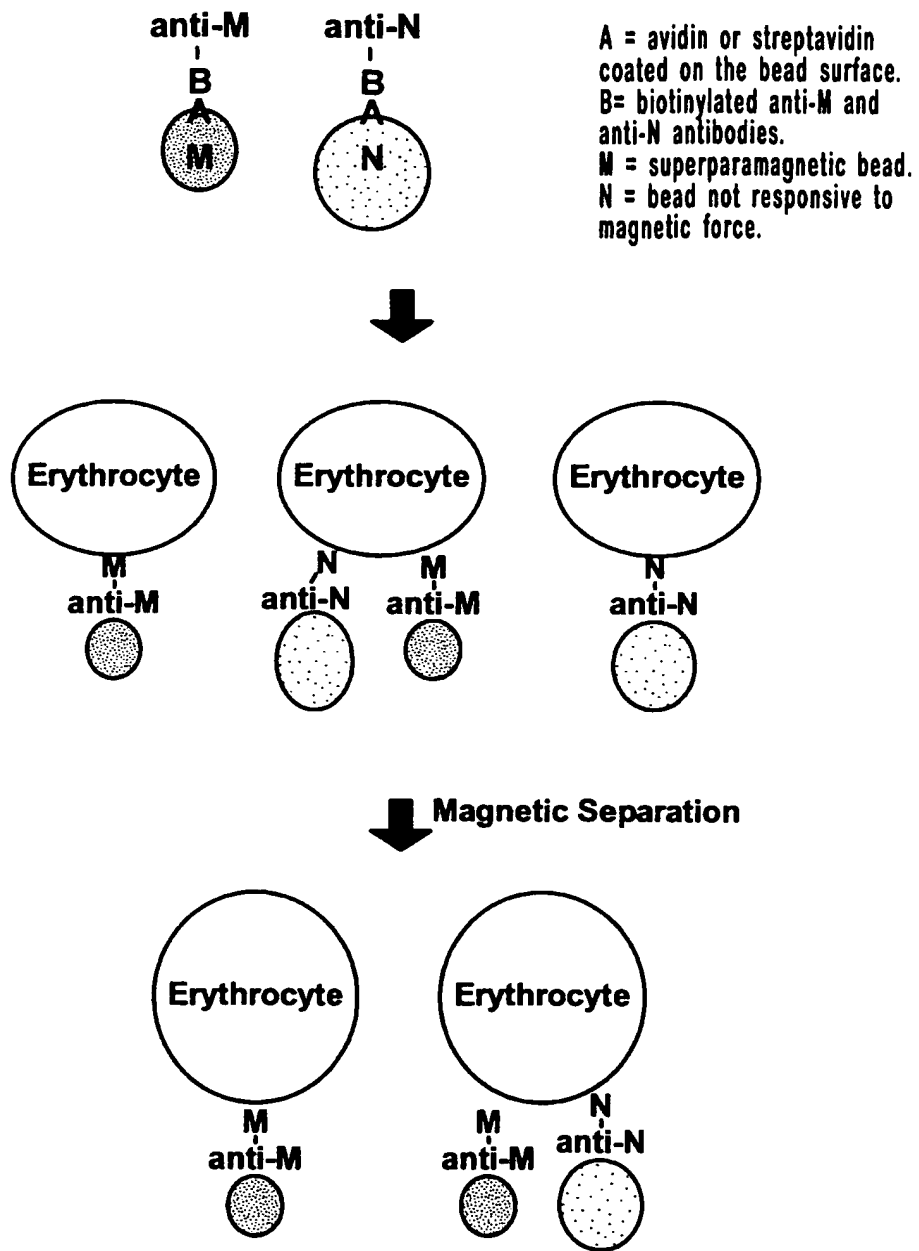 anti-M anti-N
B B
A A
M N
A = avidin or streptavidin
coated on the bead surface.
B= biotinylated anti-M and
anti-N antibodies.
M = superparamagnetic bead.
N = bead not responsive to
magnetic force.
Erythrocyte Erythrocyte Erythrocyte
M N M N
anti-M anti-N anti-M anti-N
Magnetic Separation
Erythrocyte Erythrocyte
M M N
anti-M anti-M anti-N